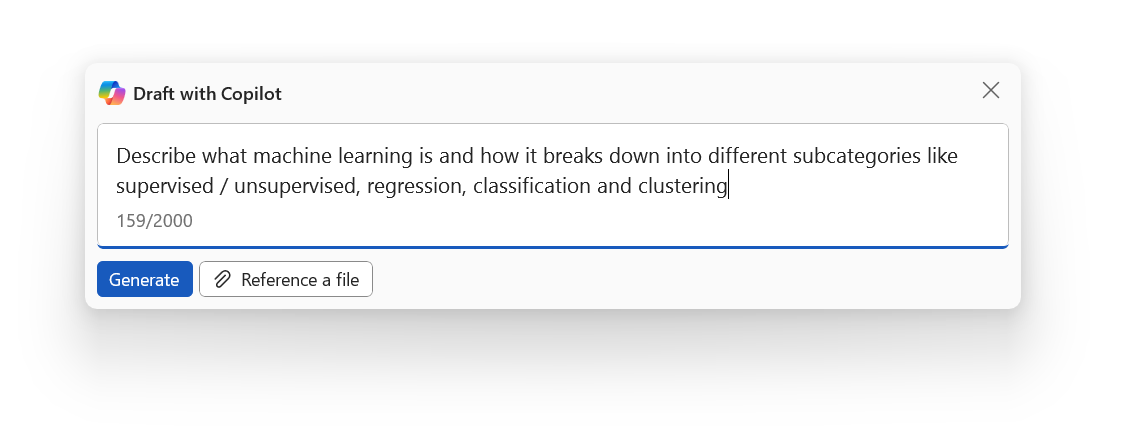 Draft with Copilot
Describe what machine learning is and how it breaks down into different subcategories like
supervised / unsupervised, regression, classification and clustering
159/2000
Generate
Reference a file